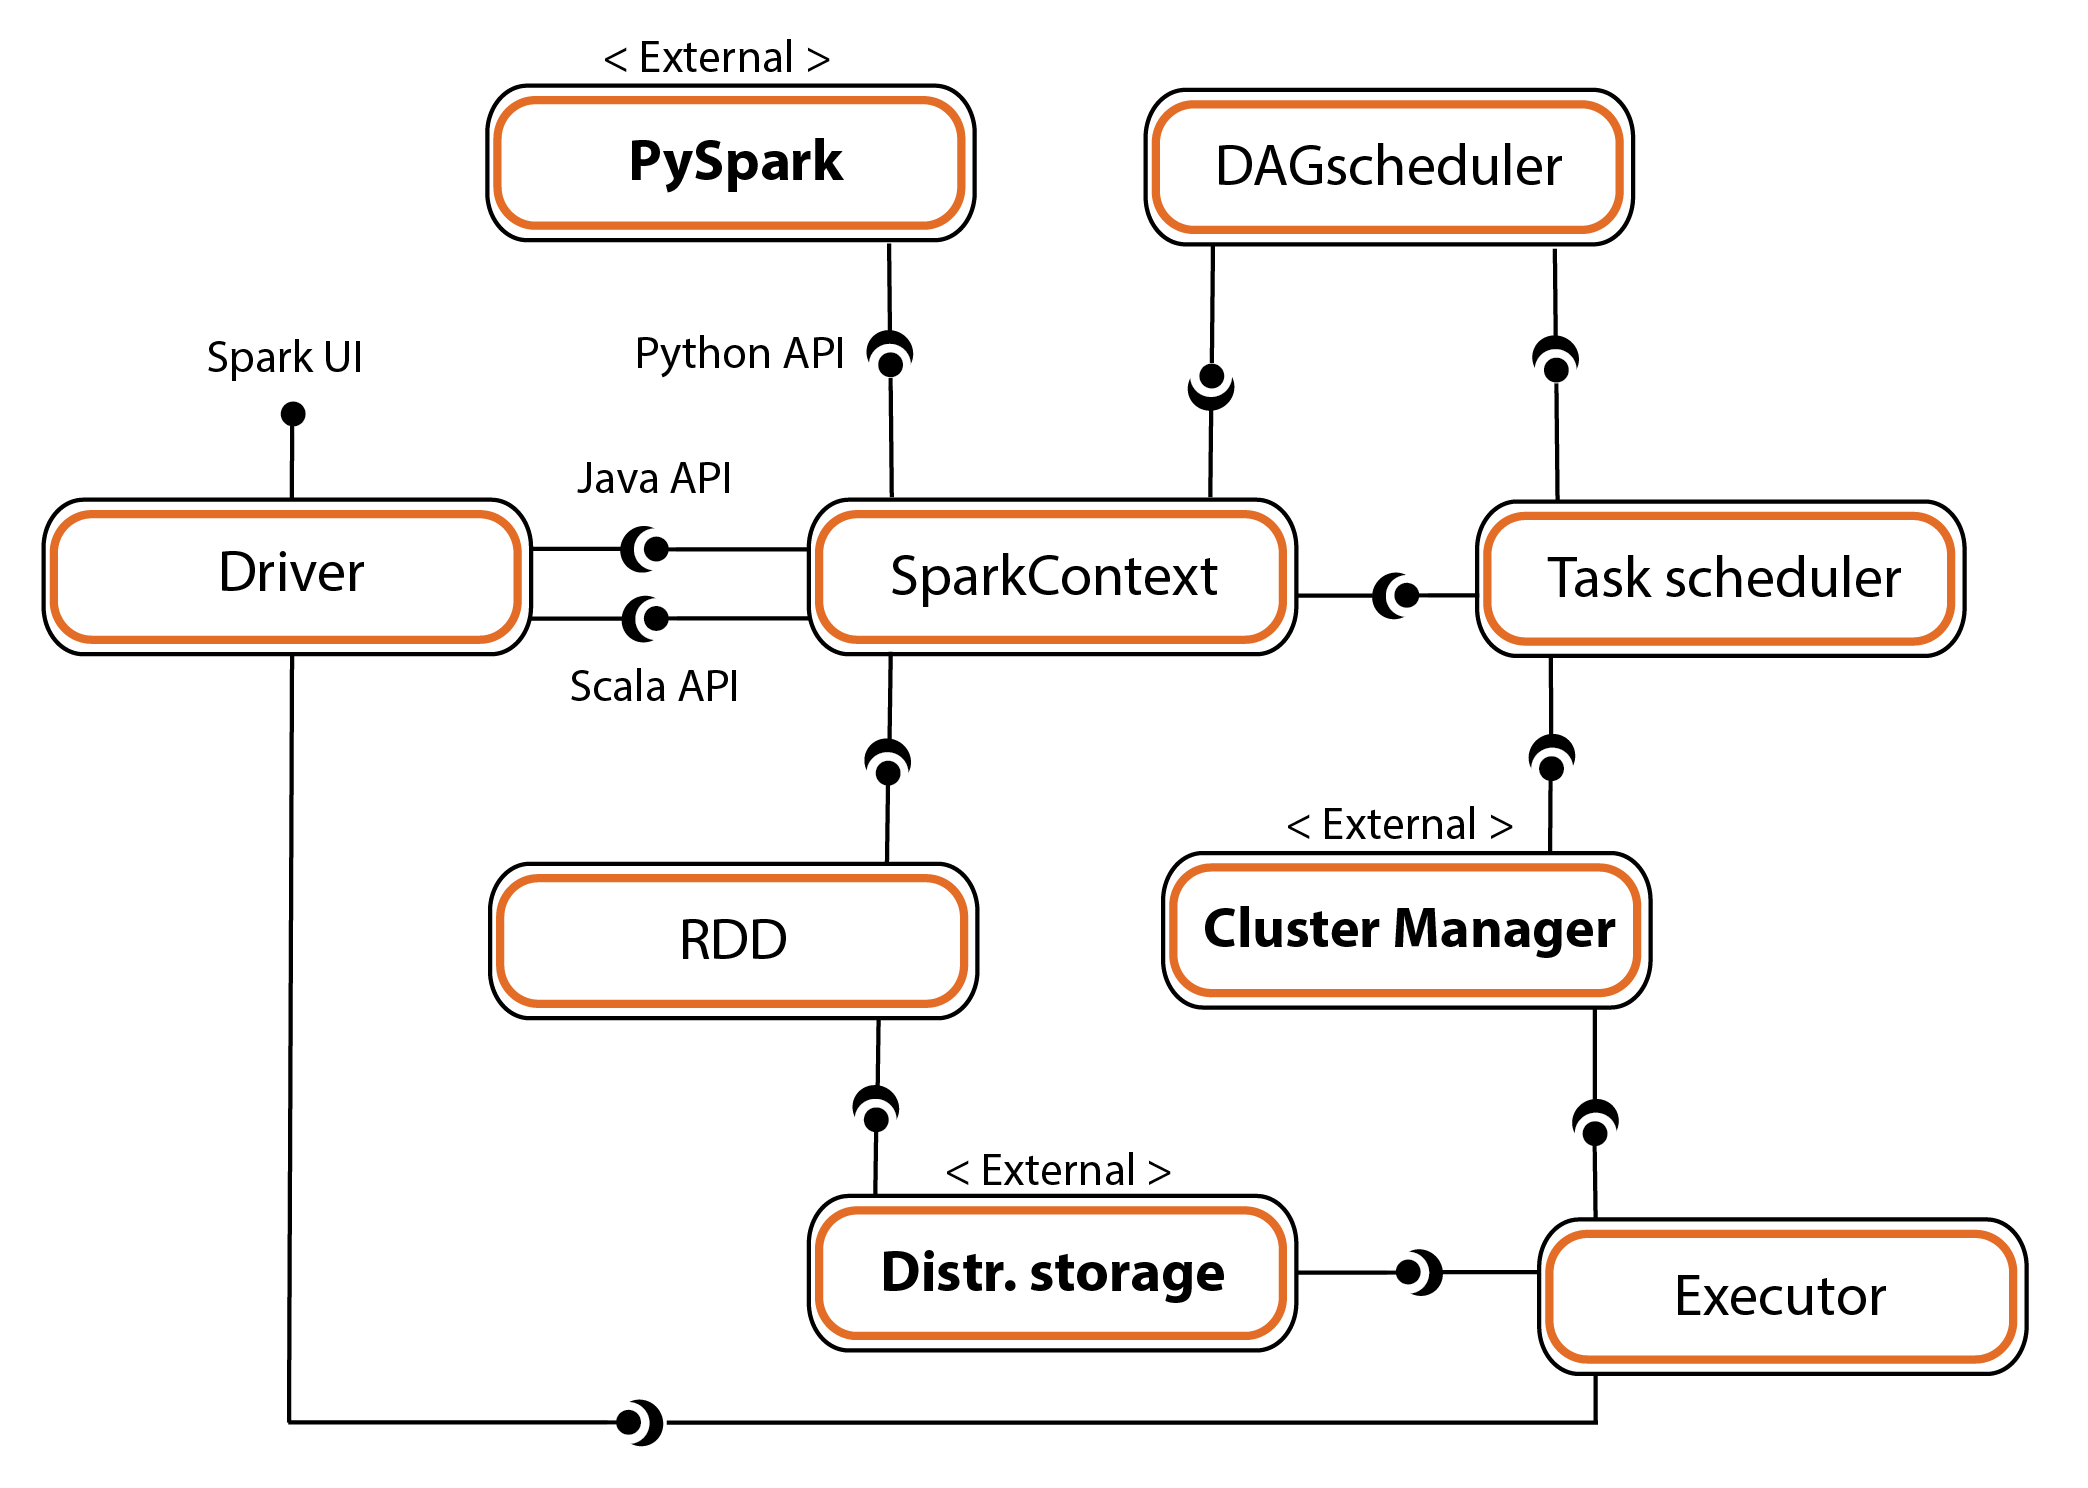 < External >
PySpark
DAGscheduler
Spark UI
Python API
Java API
Driver
SparkContext
Task scheduler
Scala API
< External >
RDD
Cluster Manager
< External >
Distr. storage
Executor